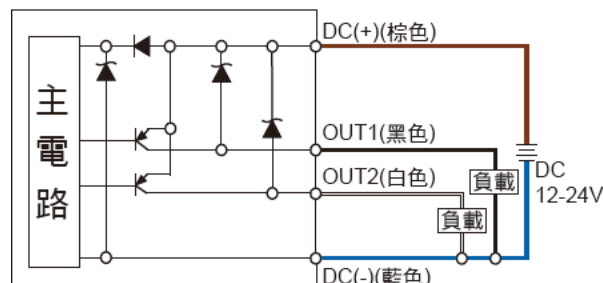 DC(+)(棕色)
主電路
OUT1(黑色)
負載
DC
12-24V
OUT2(白色)
負載
DC(-)(藍色)